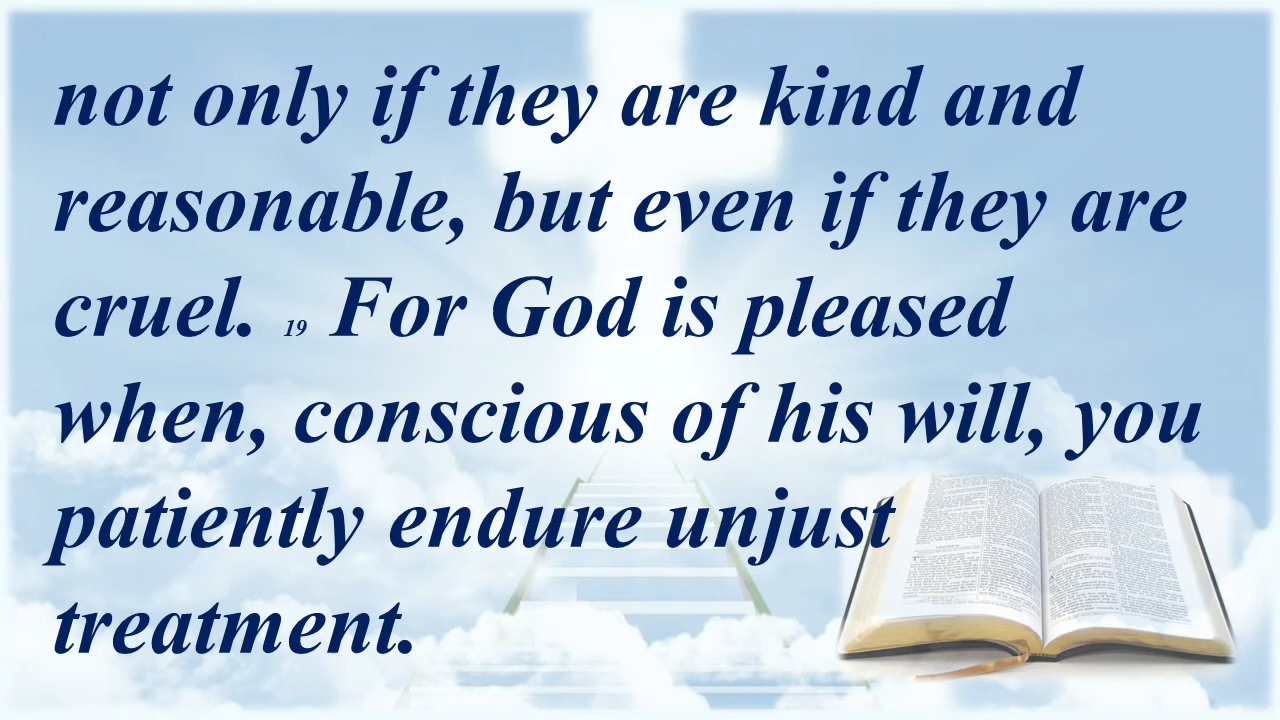 not only if they are kind and
reasonable, but even if they are
cruel. 19 For God is pleased
when, conscious of his will, you
patiently endure unjust
treatment.